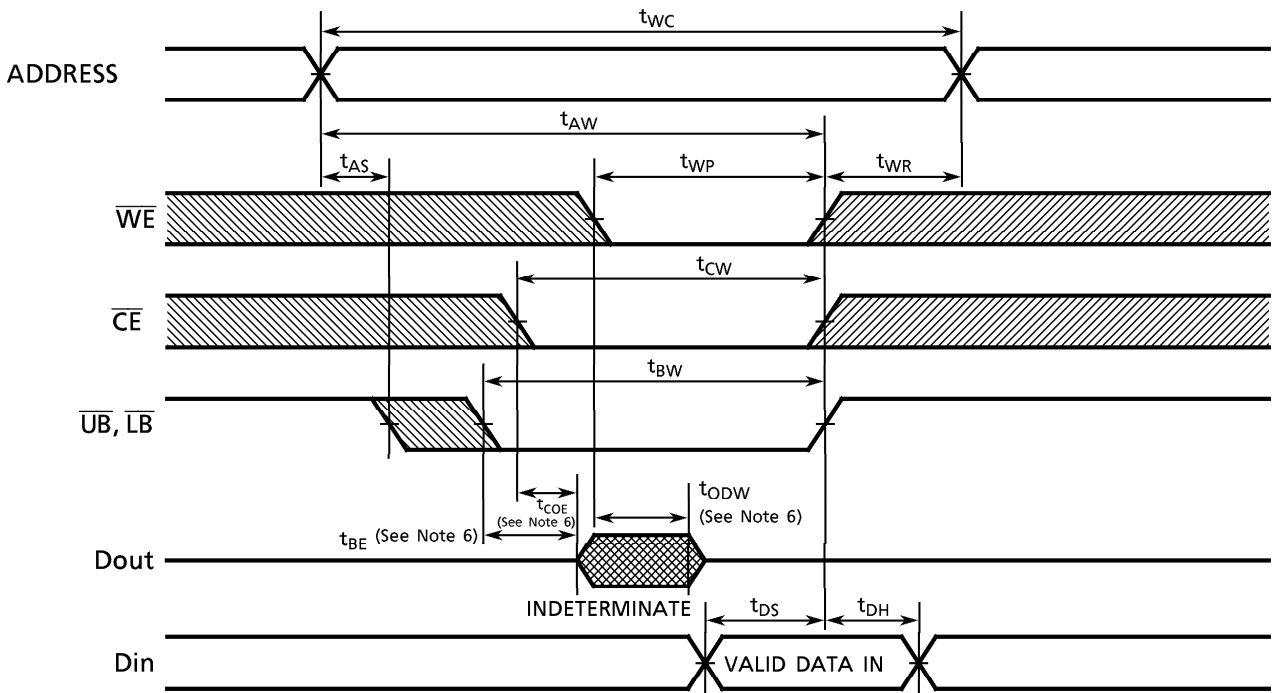 tWC
ADDRESS
tAW
tAS
tWP
tWR
WE
tCW
CE
tBW
UB, LB
tCOE
(See Note 6)
tODW
(See Note 6)
tBE (See Note 6)
Dout
INDETERMINATE
tDS
tDH
Din
VALID DATA IN